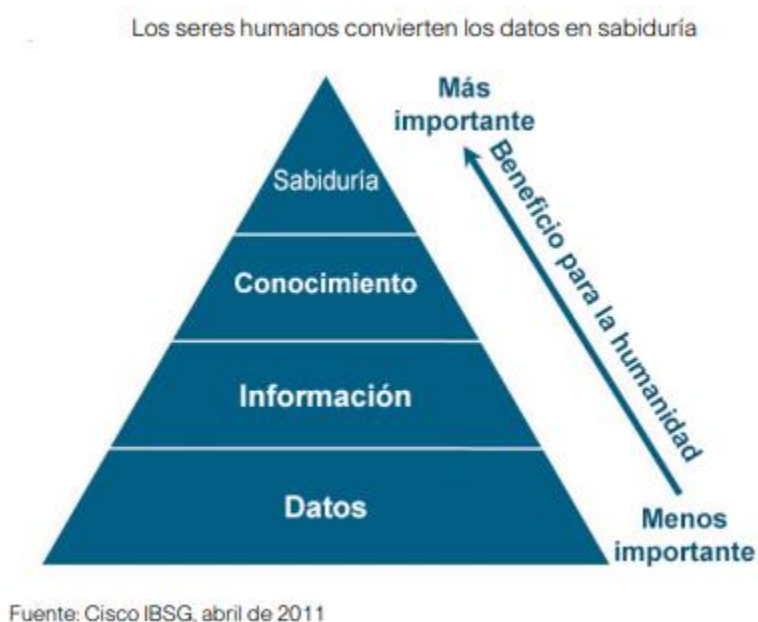 Los seres humanos convierten los datos en sabiduría
Más
importante
Sabiduría
Beneficio para la humanidad
Conocimiento
Información
Datos
Menos
importante
Fuente: Cisco IBSG, abril de 2011